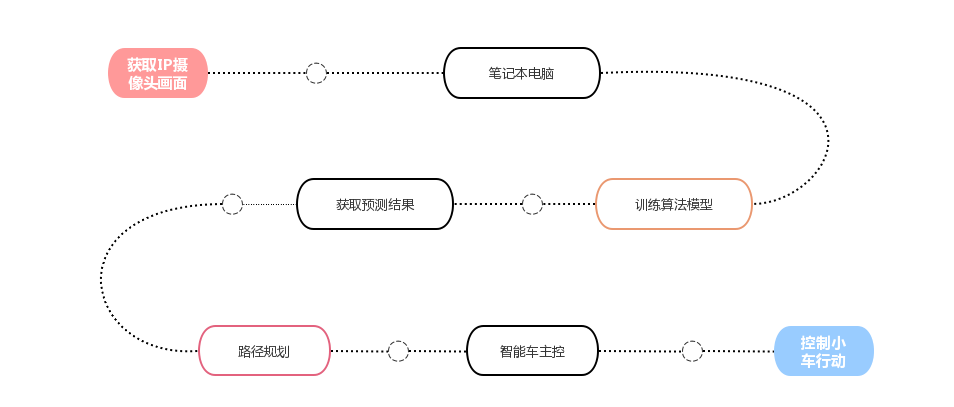 获取IP摄
像头画面
笔记本电脑
训练算法模型
获取预测结果
路径规划
智能车主控
控制小
车行动